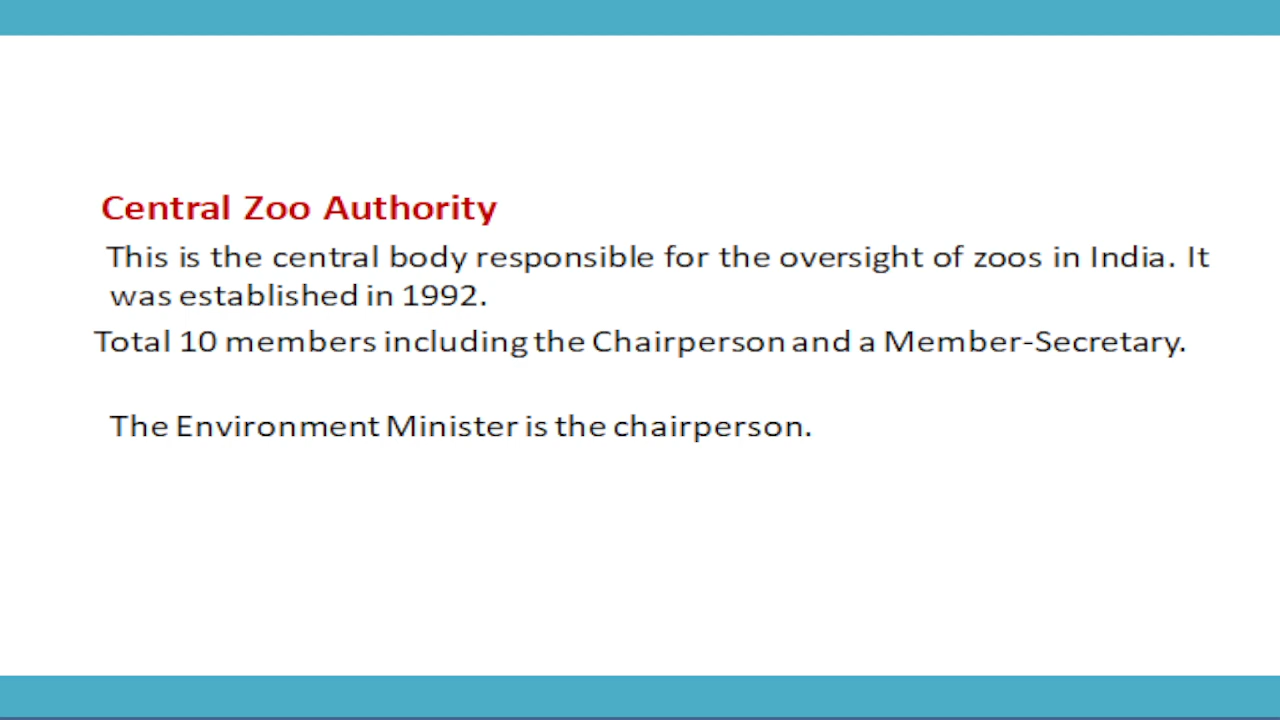 Central Zoo Authority
This is the central body responsible for the oversight of zoos in India. It
was established in 1992.
Total 10 members including the Chairperson and a Member-Secretary.
The Environment Minister is the chairperson.